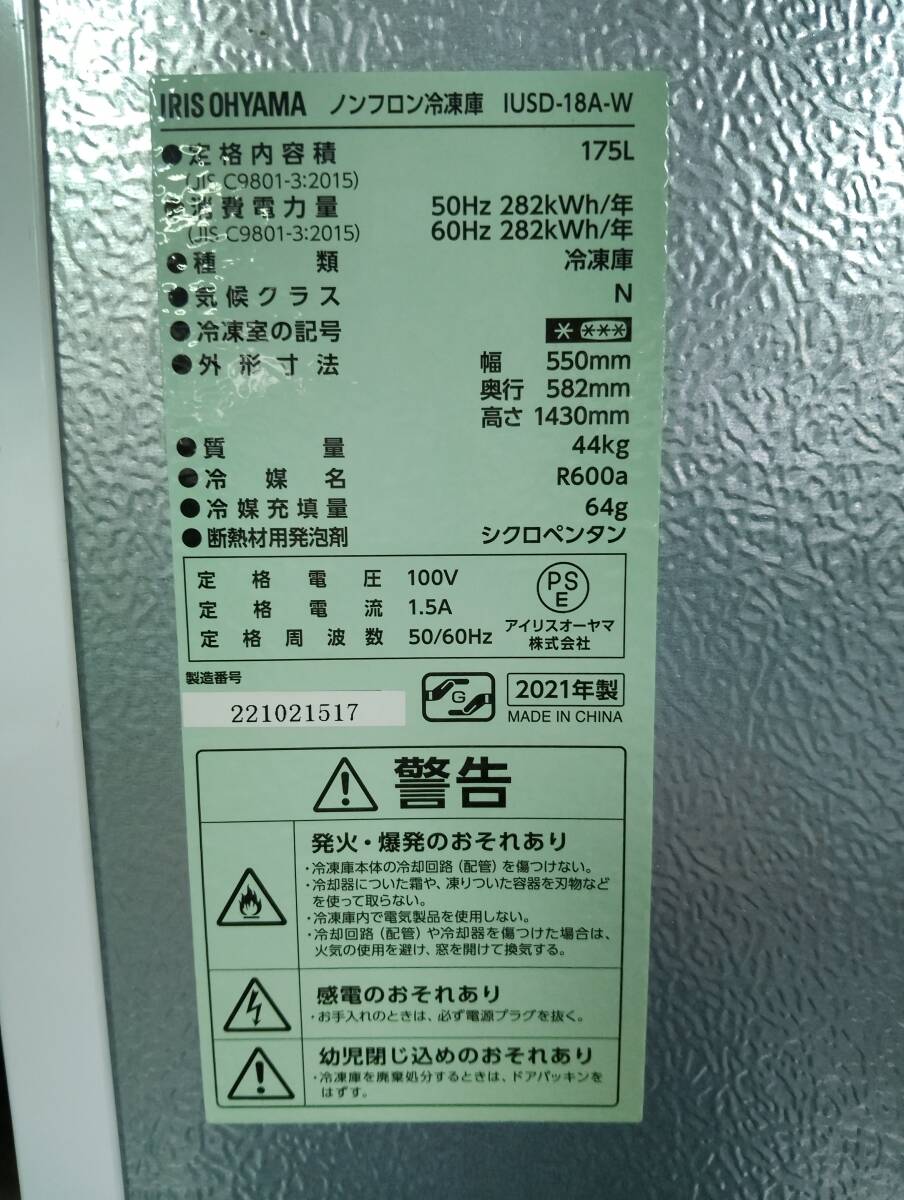 IRIS OHYAMA ノンフロン冷凍庫 IUSD-18A-W
●定格内容積 175L
(JIS C9801-3:2015)
●消費電力量 50Hz 282kWh/年
(JIS C9801-3:2015) 60Hz 282kWh/年
●種類 冷凍庫
●気候クラス N
●冷凍室の記号 * ***
●外形寸法 幅 550mm
奥行 582mm
高さ 1430mm
●質量 44kg
●冷媒名 R600a
●冷媒充填量 64g
●断熱材用発泡剤 シクロペンタン
定格電圧 100V
定格電流 1.5A
定格周波数 50/60Hz
PS
E
アイリスオーヤマ
株式会社
製造番号
221021517
G
2021年製
MADE IN CHINA
警告
発火・爆発のおそれあり
・冷凍庫本体の冷却回路(配管)を傷つけない。
・冷却器についた霜や、凍りついた容器を刃物など
を使って取らない。
・冷凍庫内で電気製品を使用しない。
・冷却回路(配管)や冷却器を傷つけた場合は、
火気の使用を避け、窓を開けて換気する。
感電のおそれあり
・お手入れのときは、必ず電源プラグを抜く。
幼児閉じ込めのおそれあり
・冷凍庫を廃棄処分するときは、ドアパッキンを
はずす。